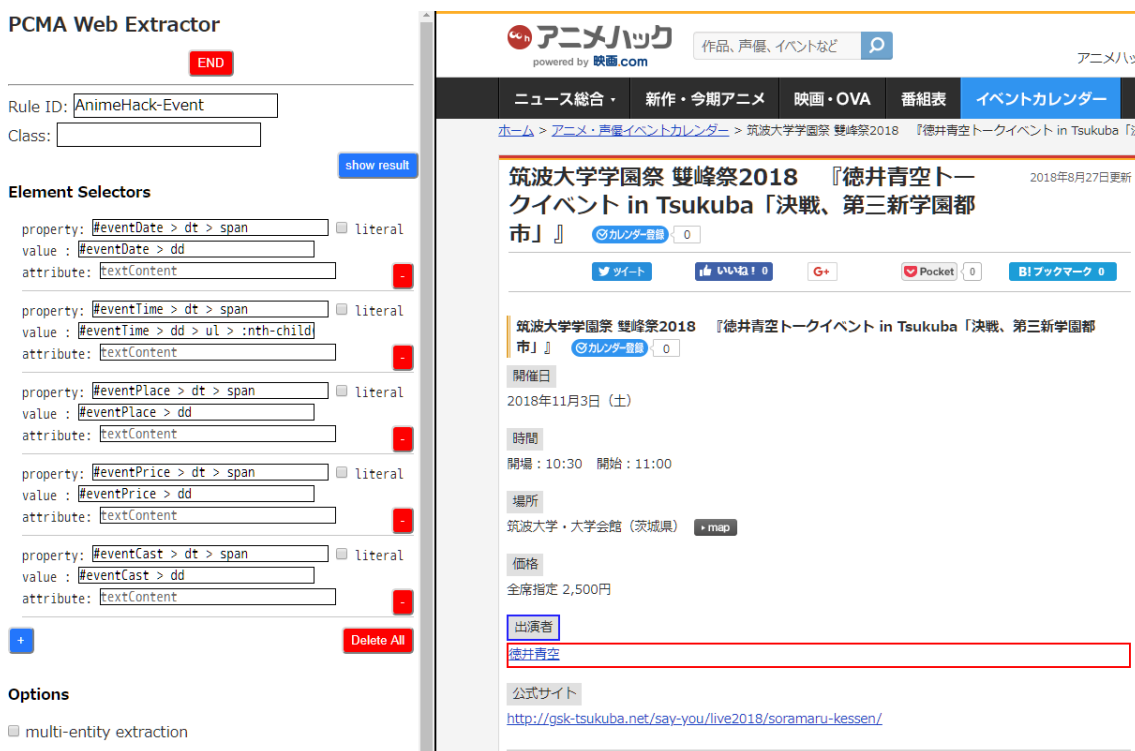 PCMA Web Extractor
END
Rule ID: AnimeHack-Event
Class:
show result
Element Selectors
property: #eventDate > dt > span literal
value : #eventDate > dd
attribute: textContent
-
property: #eventTime > dt > span literal
value : #eventTime > dd > ul > :nth-child(
attribute: textContent
-
property: #eventPlace > dt > span literal
value : #eventPlace > dd
attribute: textContent
-
property: #eventPrice > dt > span literal
value : #eventPrice > dd
attribute: textContent
-
property: #eventCast > dt > span literal
value : #eventCast > dd
attribute: textContent
-
+ Delete All
Options
multi-entity extraction
アニメハック
powered by 映画.com
作品、声優、イベントなど
アニメハッ
ニュース総合 新作・今期アニメ 映画・OVA 番組表 イベントカレンダー
ホーム > アニメ・声優イベントカレンダー > 筑波大学学園祭 雙峰祭2018 『徳井青空トークイベント in Tsukuba「決
筑波大学学園祭 雙峰祭2018 『徳井青空トー
クイベント in Tsukuba「決戦、第三新学園都
市」』 カレンダー登録 0
2018年8月27日更新
ツイート いいね! 0 G+ Pocket 0 B!ブックマーク 0
筑波大学学園祭 雙峰祭2018 『徳井青空トークイベント in Tsukuba「決戦、第三新学園都
市」』 カレンダー登録 0
開催日
2018年11月3日（土）
時間
開場：10:30 開始：11:00
場所
筑波大学・大学会館（茨城県） map
価格
全席指定 2,500円
出演者
徳井青空
公式サイト
http://gsk-tsukuba.net/say-you/live2018/soramaru-kessen/